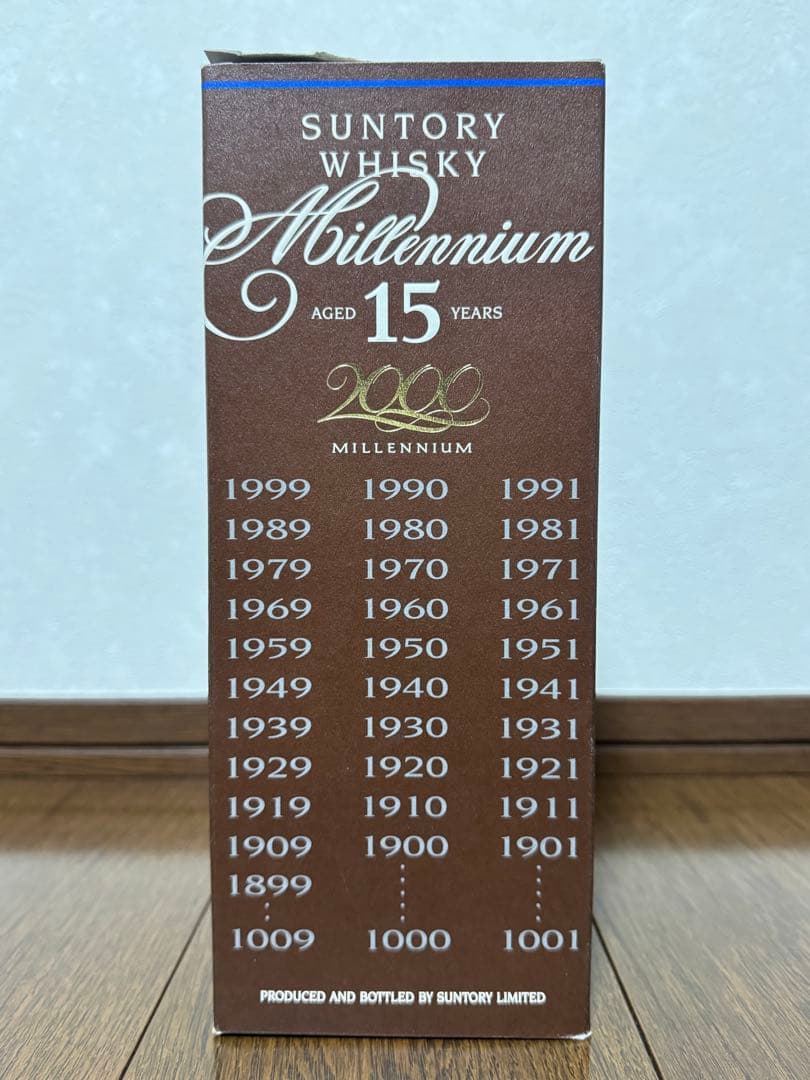 SUNTORY
WHISKY
Millennium
AGED 15 YEARS
2000
MILLENNIUM
1999 1990 1991
1989 1980 1981
1979 1970 1971
1969 1960 1961
1959 1950 1951
1949 1940 1941
1939 1930 1931
1929 1920 1921
1919 1910 1911
1909 1900 1901
1899
1009 1000 1001
PRODUCED AND BOTTLED BY SUNTORY LIMITED